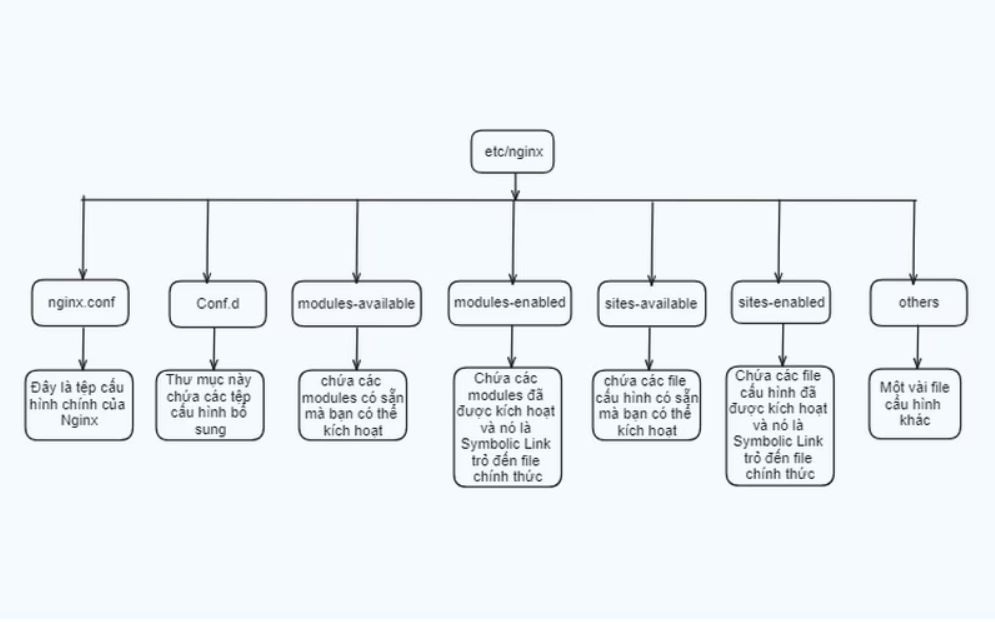 etc/nginx
nginx.conf
Conf.d
modules-available
modules-enabled
sites-available
sites-enabled
others
Đây là tệp cấu
hình chính của
Nginx
Thư mục này
chứa các tệp
cấu hình bổ
sung
chứa các
modules có sẵn
mà bạn có thể
kích hoạt
Chứa các
modules đã
được kích hoạt
và nó là
Symbolic Link
trỏ đến file
chính thức
chứa các file
cấu hình có sẵn
mà bạn có thể
kích hoạt
Chứa các file
cấu hình đã
được kích hoạt
và nó là
Symbolic Link
trỏ đến file
chính thức
Một vài file
cấu hình
khác